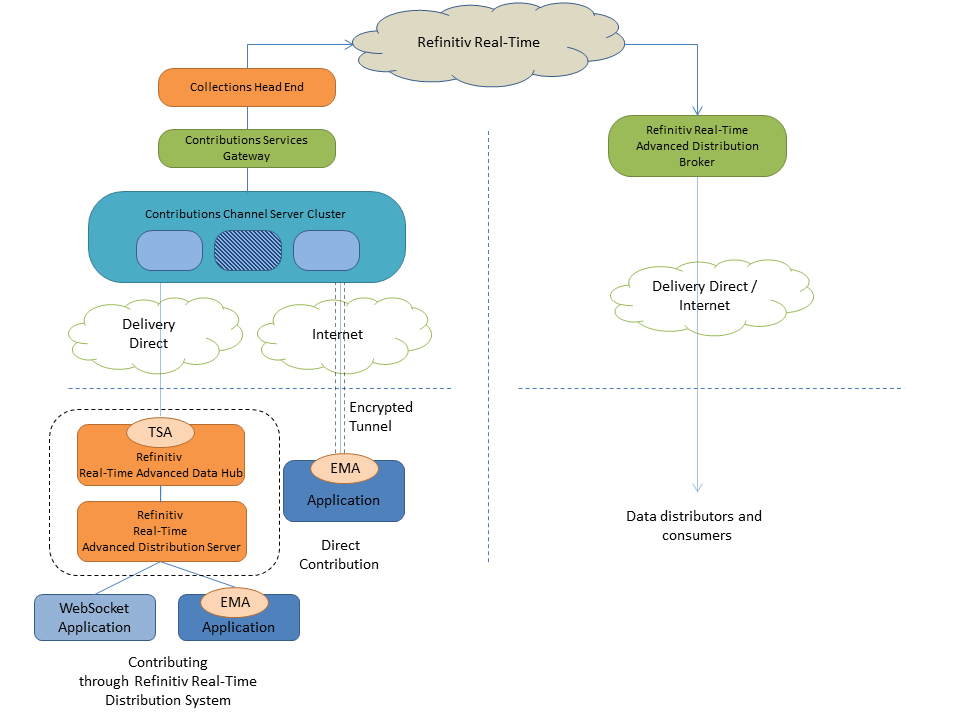 Refinitiv Real-Time
Collections Head End
Contributions Services
Gateway
Refinitiv Real-Time
Advanced Distribution
Broker
Contributions Channel Server Cluster
Delivery
Direct
Internet
Delivery Direct /
Internet
Encrypted
Tunnel
TSA
Refinitiv
Real-Time Advanced Data Hub
EMA
Application
Refinitiv
Real-Time
Advanced Distribution Server
Direct
Contribution
Data distributors and
consumers
WebSocket
Application
EMA
Application
Contributing
through Refinitiv Real-Time
Distribution System